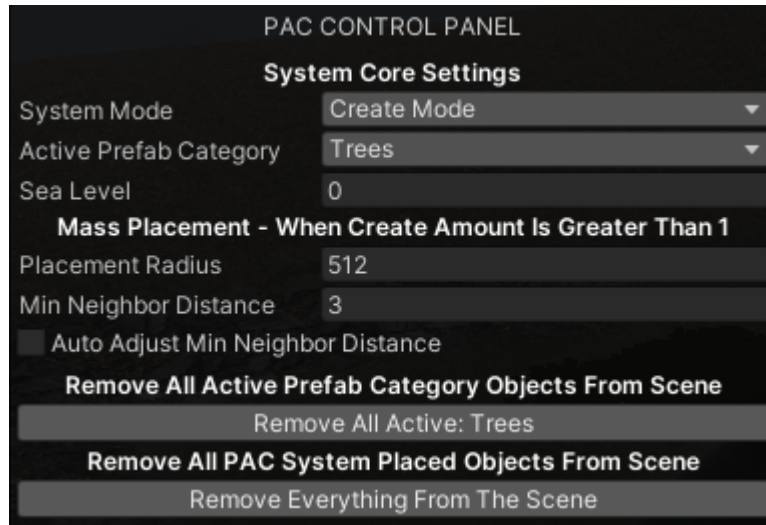 PAC CONTROL PANEL
System Core Settings
System Mode Create Mode
Active Prefab Category Trees
Sea Level 0
Mass Placement - When Create Amount Is Greater Than 1
Placement Radius 512
Min Neighbor Distance 3
Auto Adjust Min Neighbor Distance
Remove All Active Prefab Category Objects From Scene
Remove All Active: Trees
Remove All PAC System Placed Objects From Scene
Remove Everything From The Scene